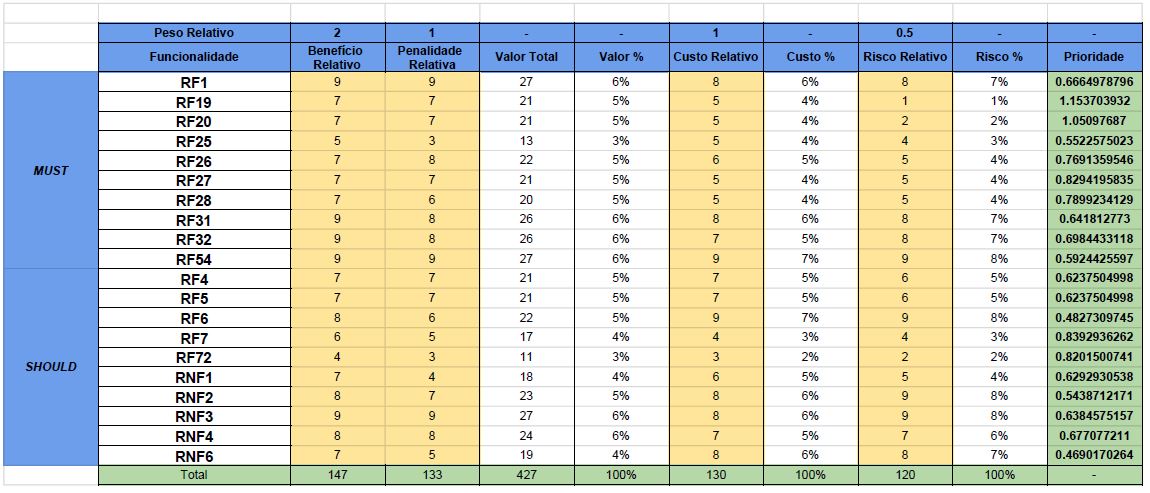 Peso Relativo 2 1 - - 1 - 0.5 - -
Funcionalidade Benefício Relativo Penalidade Relativa Valor Total Valor % Custo Relativo Custo % Risco Relativo Risco % Prioridade
MUST
RF1 9 9 27 6% 8 6% 8 7% 0.6664978796
RF19 7 7 21 5% 5 4% 1 1% 1.153703932
RF20 7 7 21 5% 5 4% 2 2% 1.05097687
RF25 5 3 13 3% 5 4% 4 3% 0.5522575023
RF26 7 8 22 5% 6 5% 5 4% 0.7691359546
RF27 7 7 21 5% 5 4% 5 4% 0.8294195835
RF28 7 6 20 5% 5 4% 5 4% 0.7899234129
RF31 9 8 26 6% 8 6% 8 7% 0.641812773
RF32 9 8 26 6% 7 5% 8 7% 0.6984433118
RF54 9 9 27 6% 9 7% 9 8% 0.5924425597
SHOULD
RF4 7 7 21 5% 7 5% 6 5% 0.6237504998
RF5 7 7 21 5% 7 5% 6 5% 0.6237504998
RF6 8 6 22 5% 9 7% 9 8% 0.4827309745
RF7 6 5 17 4% 4 3% 4 3% 0.8392936262
RF72 4 3 11 3% 3 2% 2 2% 0.8201500741
RNF1 7 4 18 4% 6 5% 5 4% 0.6292930538
RNF2 8 7 23 5% 8 6% 9 8% 0.5438712171
RNF3 9 9 27 6% 8 6% 9 8% 0.6384575157
RNF4 8 8 24 6% 7 5% 7 6% 0.677077211
RNF6 7 5 19 4% 8 6% 8 7% 0.4690170264
Total 147 133 427 100% 130 100% 120 100% -